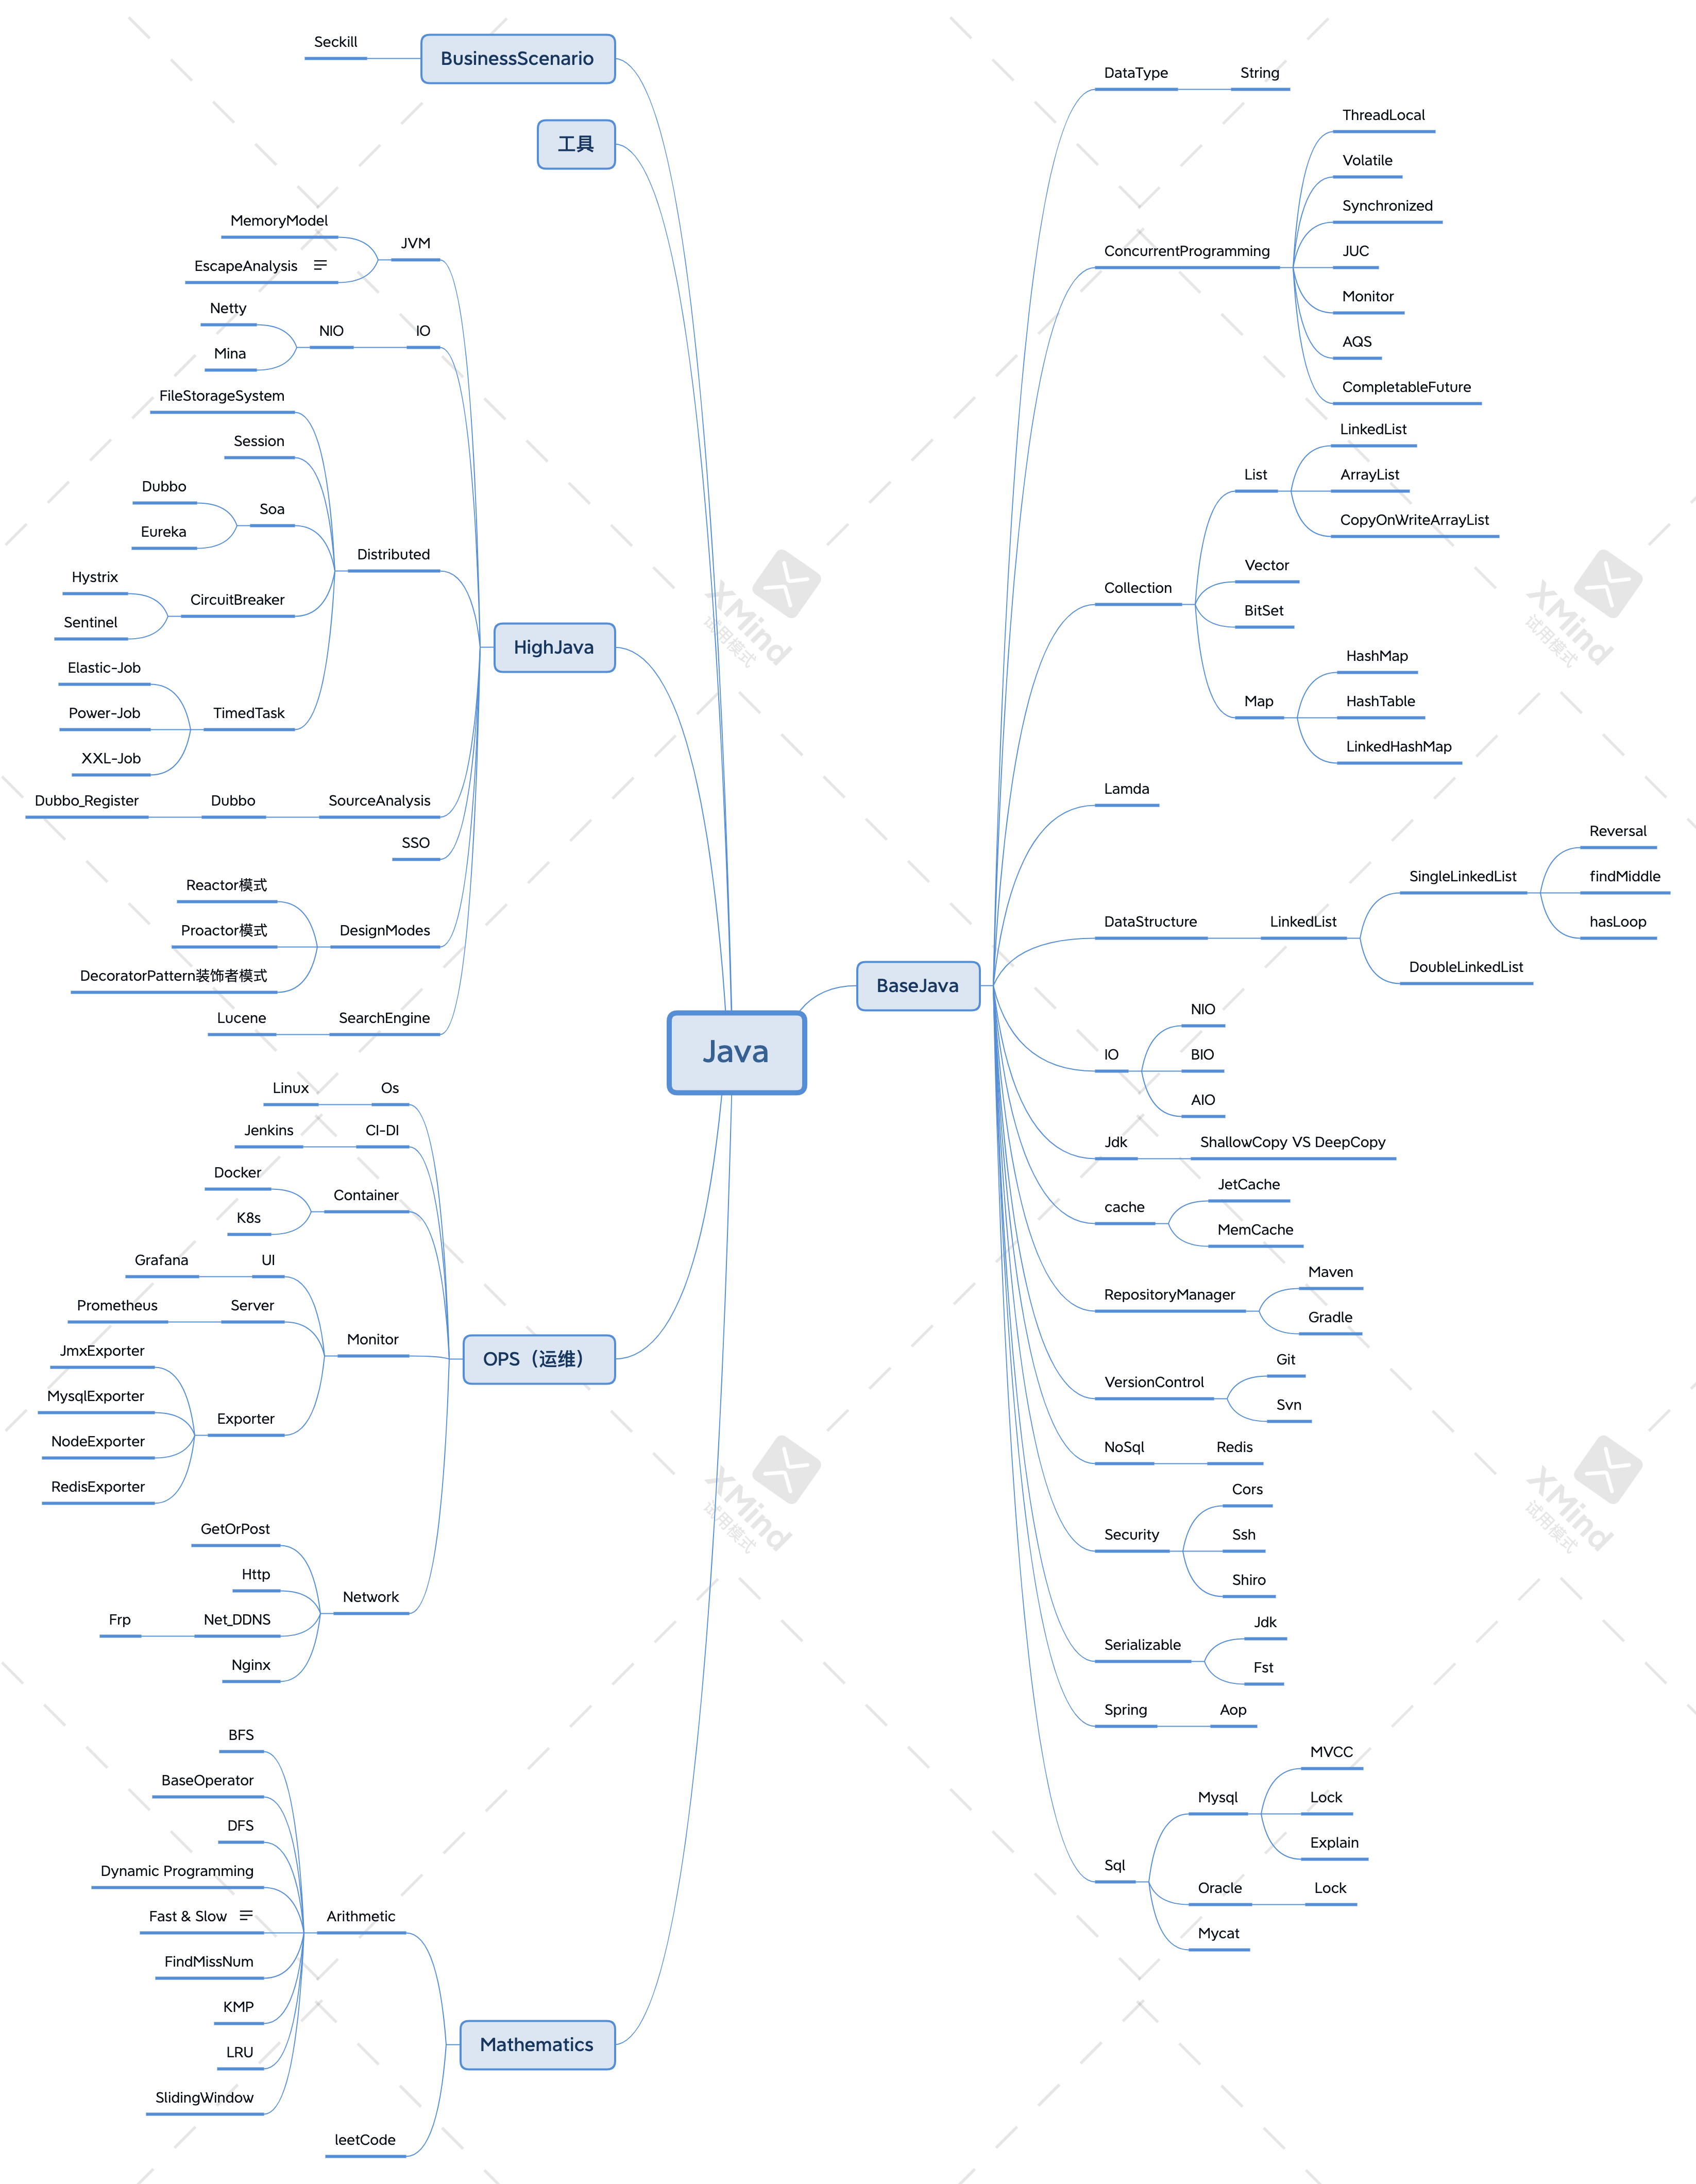 Java
BusinessScenario
Seckill
工具
HighJava
JVM
MemoryModel
EscapeAnalysis
IO
NIO
Netty
Mina
Distributed
FileStorageSystem
Session
Soa
Dubbo
Eureka
CircuitBreaker
Hystrix
Sentinel
TimedTask
Elastic-Job
Power-Job
XXL-Job
SourceAnalysis
Dubbo
Dubbo_Register
SSO
DesignModes
Reactor模式
Proactor模式
DecoratorPattern装饰者模式
SearchEngine
Lucene
OPS（运维）
Os
Linux
CI-DI
Jenkins
Container
Docker
K8s
Monitor
UI
Grafana
Server
Prometheus
Exporter
JmxExporter
MysqlExporter
NodeExporter
RedisExporter
Network
GetOrPost
Http
Net_DDNS
Frp
Nginx
Mathematics
Arithmetic
BFS
BaseOperator
DFS
Dynamic Programming
Fast & Slow
FindMissNum
KMP
LRU
SlidingWindow
leetCode
BaseJava
DataType
String
ConcurrentProgramming
ThreadLocal
Volatile
Synchronized
JUC
Monitor
AQS
CompletableFuture
Collection
List
LinkedList
ArrayList
CopyOnWriteArrayList
Vector
BitSet
Map
HashMap
HashTable
LinkedHashMap
Lamda
DataStructure
LinkedList
SingleLinkedList
Reversal
findMiddle
hasLoop
DoubleLinkedList
IO
NIO
BIO
AIO
Jdk
ShallowCopy VS DeepCopy
cache
JetCache
MemCache
RepositoryManager
Maven
Gradle
VersionControl
Git
Svn
NoSql
Redis
Security
Cors
Ssh
Shiro
Serializable
Jdk
Fst
Spring
Aop
Sql
Mysql
MVCC
Lock
Explain
Oracle
Lock
Mycat
XMind
试用模式
XMind
试用模式
XMind
试用模式
XMind
试用模式